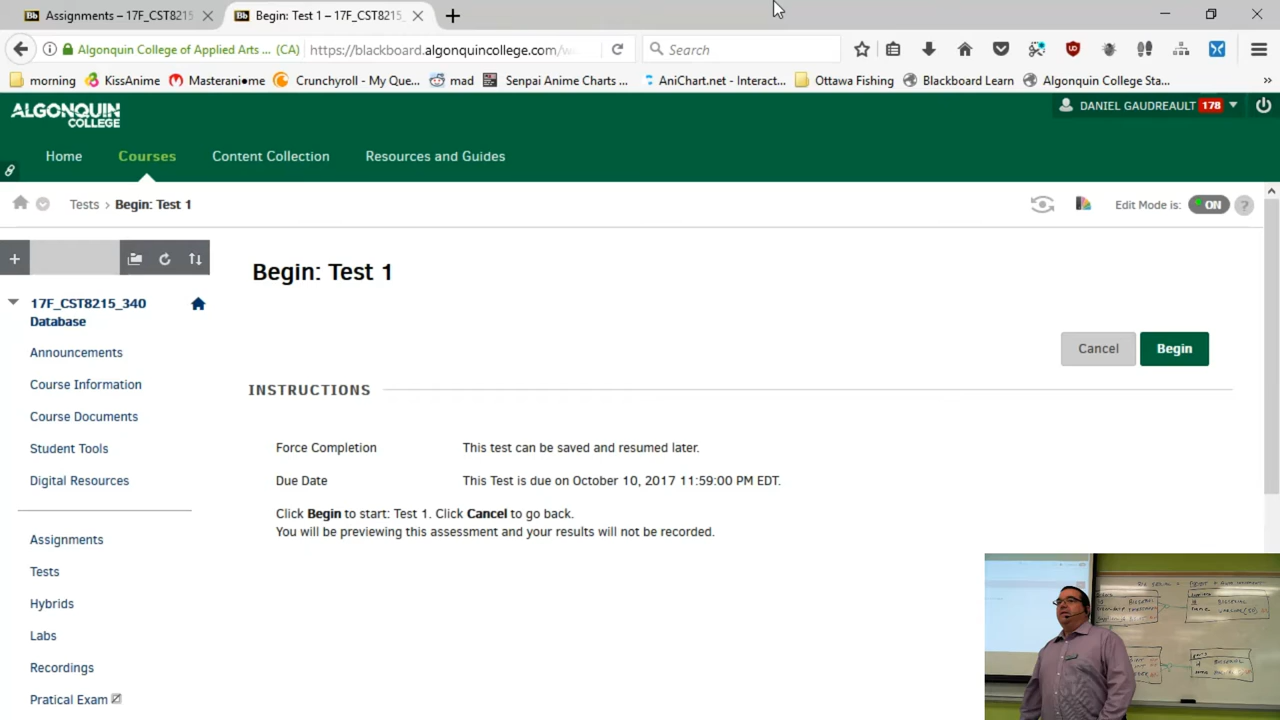 Assignments – 17F_CST8215
Begin: Test 1 – 17F_CST8215_
Algonquin College of Applied Arts ... (CA)
https://blackboard.algonquincollege.com/w
Search
morning
KissAnime
Masterani●me
Crunchyroll - My Que...
mad
Senpai Anime Charts ...
AniChart.net - Interact...
Ottawa Fishing
Blackboard Learn
Algonquin College Sta...
ALGONQUIN
COLLEGE
DANIEL GAUDREAULT 178
Home
Courses
Content Collection
Resources and Guides
Tests > Begin: Test 1
Edit Mode is: ON ?
Begin: Test 1
17F_CST8215_340
Database
Announcements
Course Information
Course Documents
Student Tools
Digital Resources
Assignments
Tests
Hybrids
Labs
Recordings
Pratical Exam
Cancel
Begin
INSTRUCTIONS
Force Completion
This test can be saved and resumed later.
Due Date
This Test is due on October 10, 2017 11:59:00 PM EDT.
Click Begin to start: Test 1. Click Cancel to go back.
You will be previewing this assessment and your results will not be recorded.